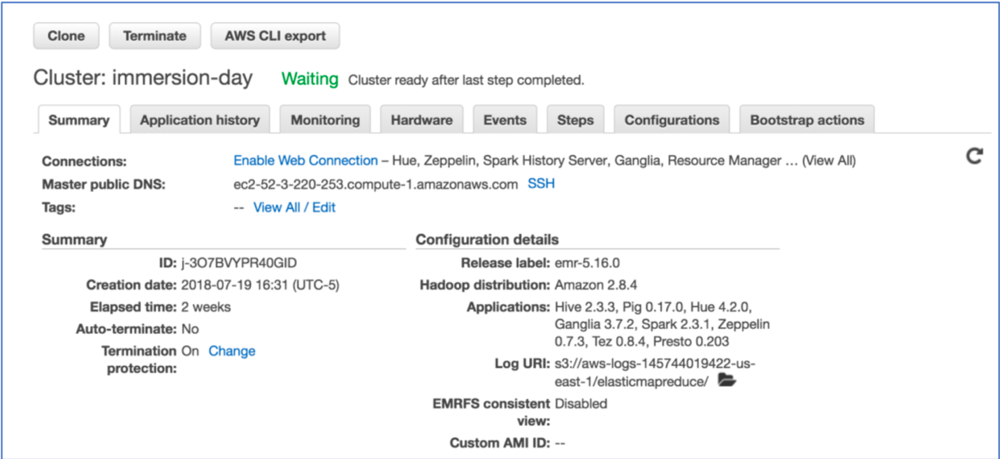 Clone Terminate AWS CLI export
Cluster: immersion-day Waiting Cluster ready after last step completed.
Summary Application history Monitoring Hardware Events Steps Configurations Bootstrap actions
Connections: Enable Web Connection – Hue, Zeppelin, Spark History Server, Ganglia, Resource Manager … (View All)
Master public DNS: ec2-52-3-220-253.compute-1.amazonaws.com SSH
Tags: -- View All / Edit
Summary
ID: j-3O7BVYPR40GID
Creation date: 2018-07-19 16:31 (UTC-5)
Elapsed time: 2 weeks
Auto-terminate: No
Termination On Change
protection:
Configuration details
Release label: emr-5.16.0
Hadoop distribution: Amazon 2.8.4
Applications: Hive 2.3.3, Pig 0.17.0, Hue 4.2.0,
Ganglia 3.7.2, Spark 2.3.1, Zeppelin
0.7.3, Tez 0.8.4, Presto 0.203
Log URI: s3://aws-logs-145744019422-us-
east-1/elasticmapreduce/
EMRFS consistent Disabled
view:
Custom AMI ID: --